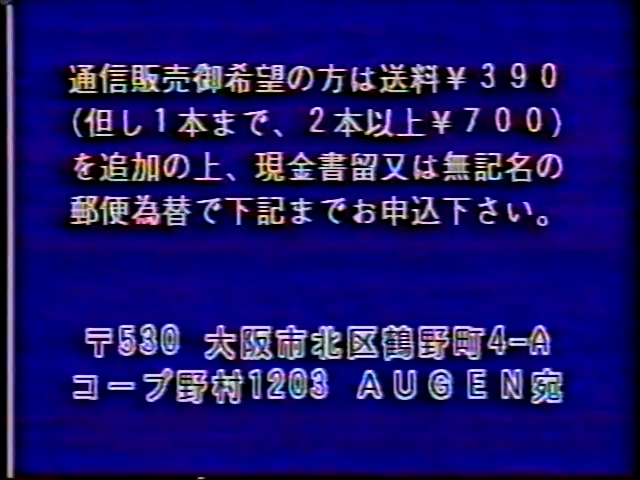 通信販売御希望の方は送料￥３９０
(但し１本まで、２本以上￥７００)
を追加の上、現金書留又は無記名の
郵便為替で下記までお申込下さい。
〒530 大阪市北区鶴野町4-A
コープ野村1203 ＡＵＧＥＮ宛